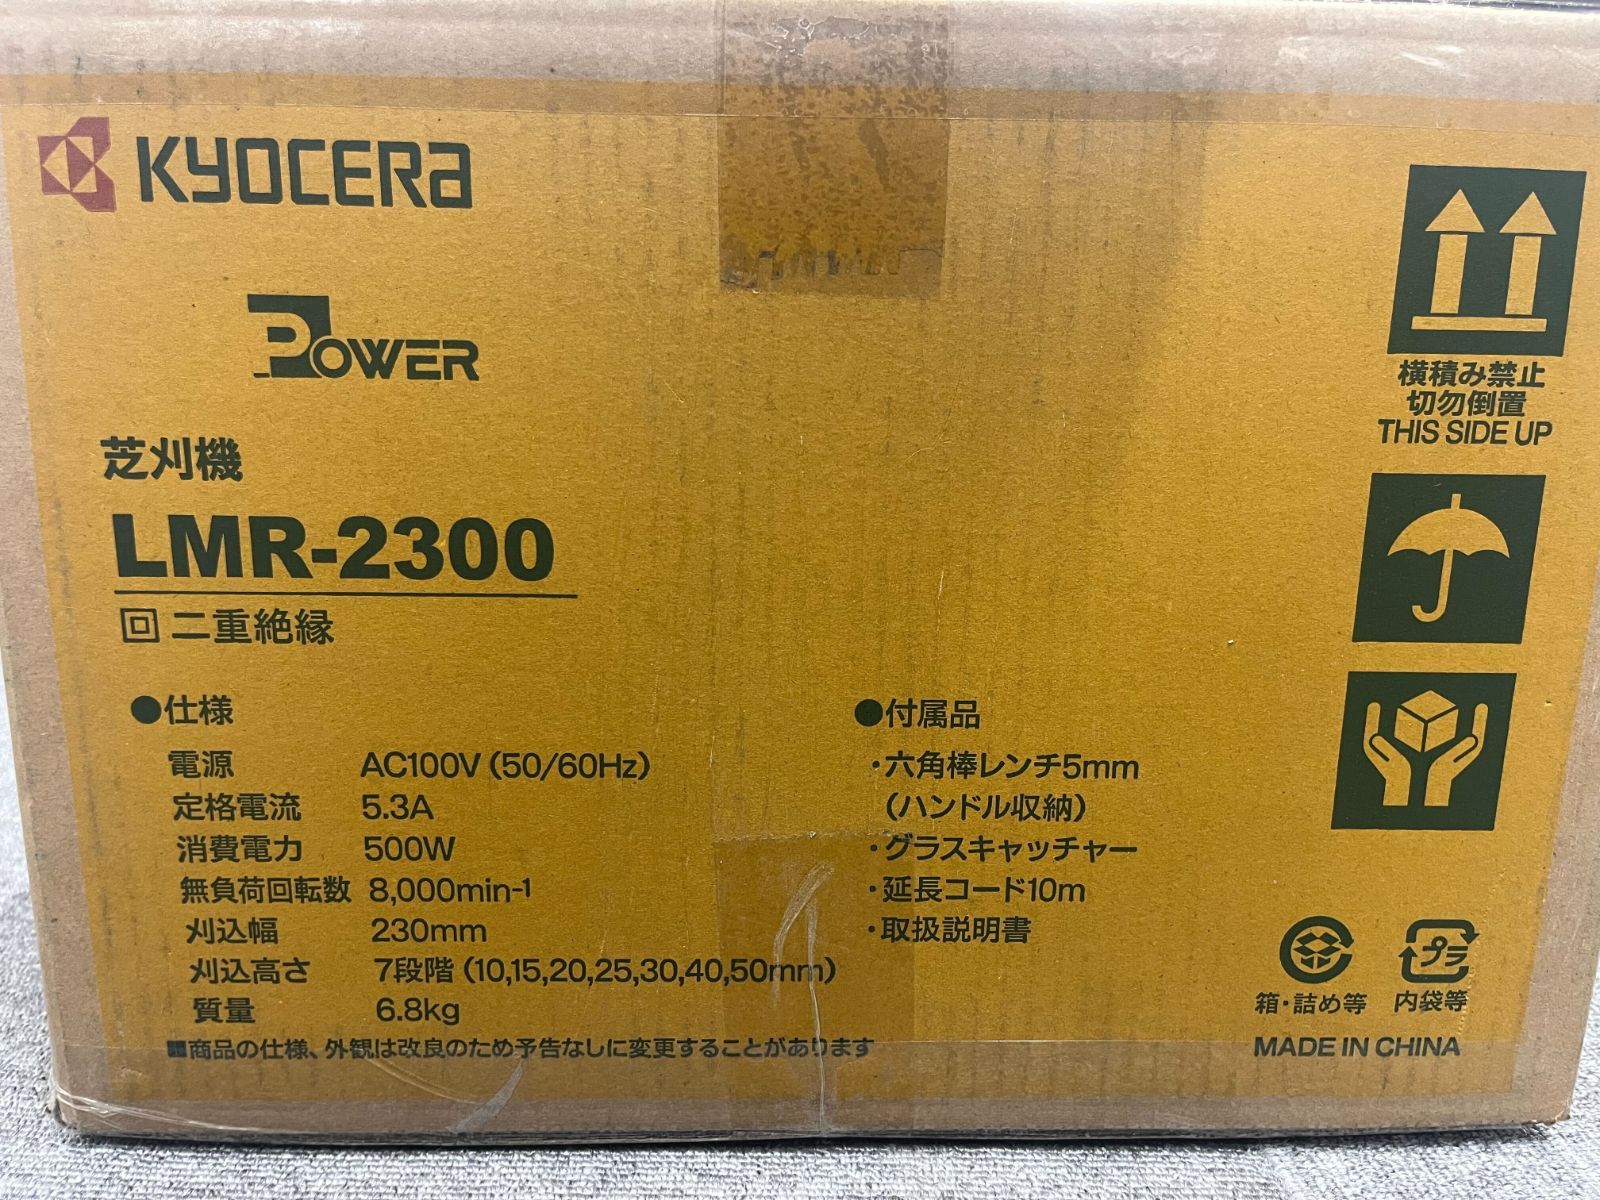 KYOCERA
POWER
芝刈機
LMR-2300
回 二重絶縁
●仕様
電源 AC100V (50/60Hz)
定格電流 5.3A
消費電力 500W
無負荷回転数 8,000min-1
刈込幅 230mm
刈込高さ 7段階 (10,15,20,25,30,40,50mm)
質量 6.8kg
■商品の仕様、外観は改良のため予告なしに変更することがあります
●付属品
・六角棒レンチ5mm
(ハンドル収納)
・グラスキャッチャー
・延長コード10m
・取扱説明書
横積み禁止
切勿倒置
THIS SIDE UP
プラ
箱・詰め等 内袋等
MADE IN CHINA